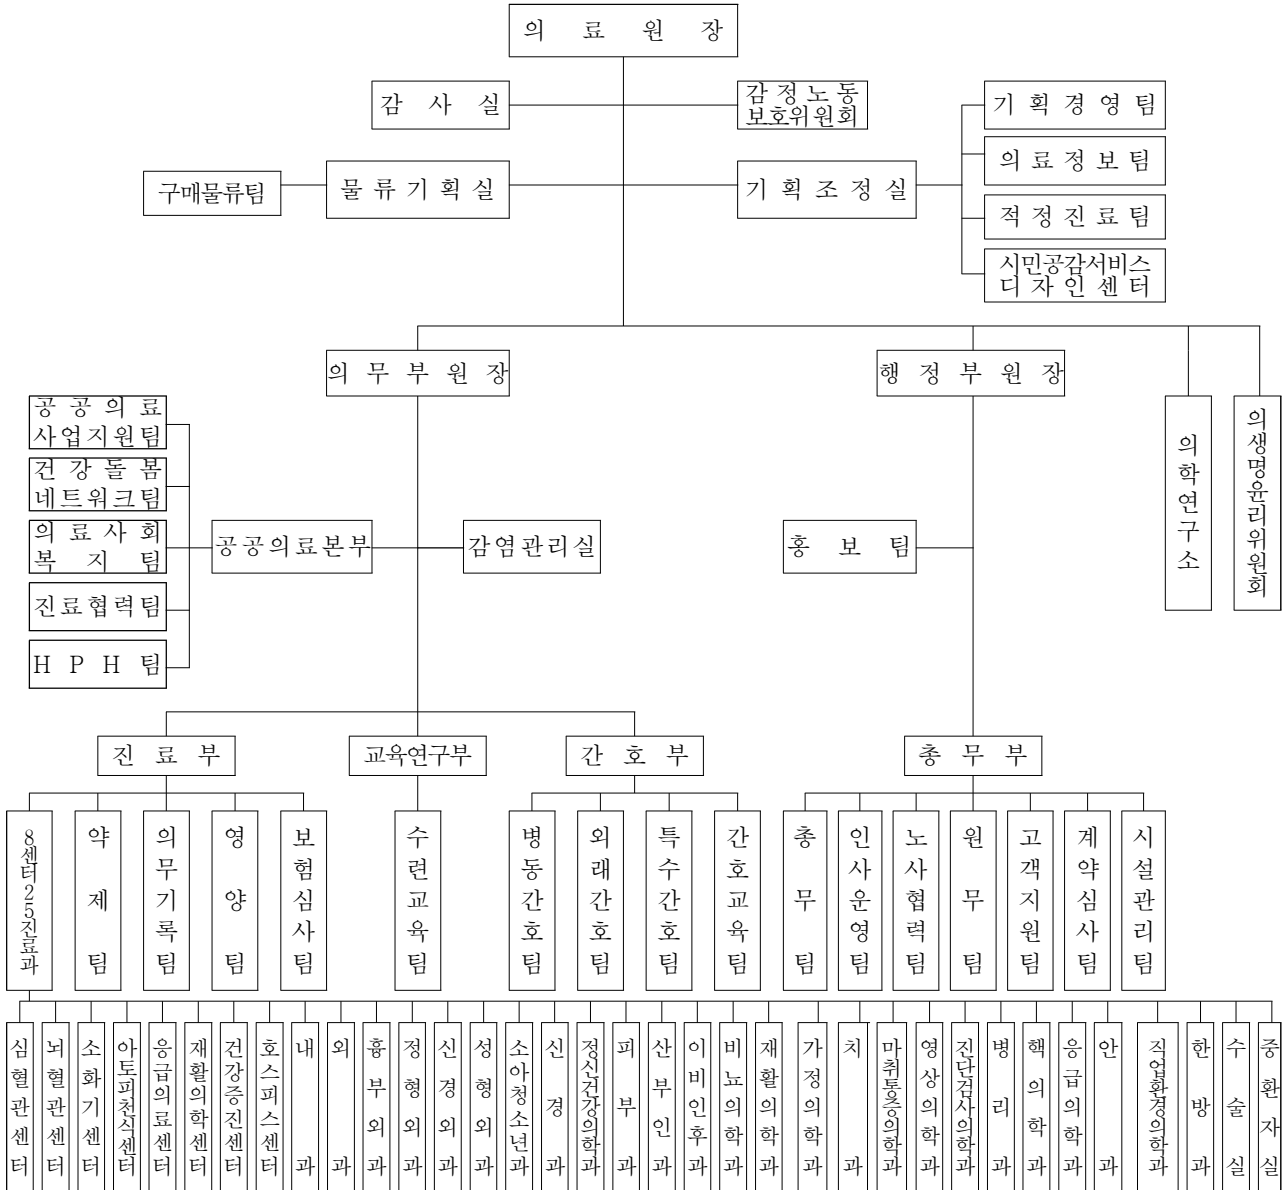 의 료 원 장
감 사 실
감 정 노 동
보호위원회
기 획 경 영 팀
의 료 정 보 팀
구매물류팀
물 류 기 획 실
기 획 조 정 실
적 정 진 료 팀
시민공감서비스
디 자 인 센 터
의 무 부 원 장
행 정 부 원 장
의학연구소
의생명윤리위원회
공 공 의 료
사업지원팀
건 강 돌 봄
네트워크팀
의 료 사 회
복 지 팀
공공의료본부
감염관리실
홍 보 팀
진료협력팀
H P H 팀
진 료 부
교육연구부
간 호 부
총 무 부
8센터25진료과
약 제 팀
의무기록팀
영 양 팀
보험심사팀
수련교육팀
병동간호팀
외래간호팀
특수간호팀
간호교육팀
총 무 팀
인사운영팀
노사협력팀
원 무 팀
고객지원팀
계약심사팀
시설관리팀
심혈관센터
뇌혈관센터
소화기센터
아토피천식센터
응급의료센터
재활의학센터
건강증진센터
호스피스센터
내 과
외 과
흉부외과
정형외과
신경외과
성형외과
소아청소년과
신 경 과
정신건강의학과
피 부 과
산부인과
이비인후과
비뇨의학과
재활의학과
가정의학과
치 과
마취통증의학과
영상의학과
진단검사의학과
병 리 과
핵의학과
응급의학과
안 과
직업환경의학과
한 방 과
수 술 실
중환자실